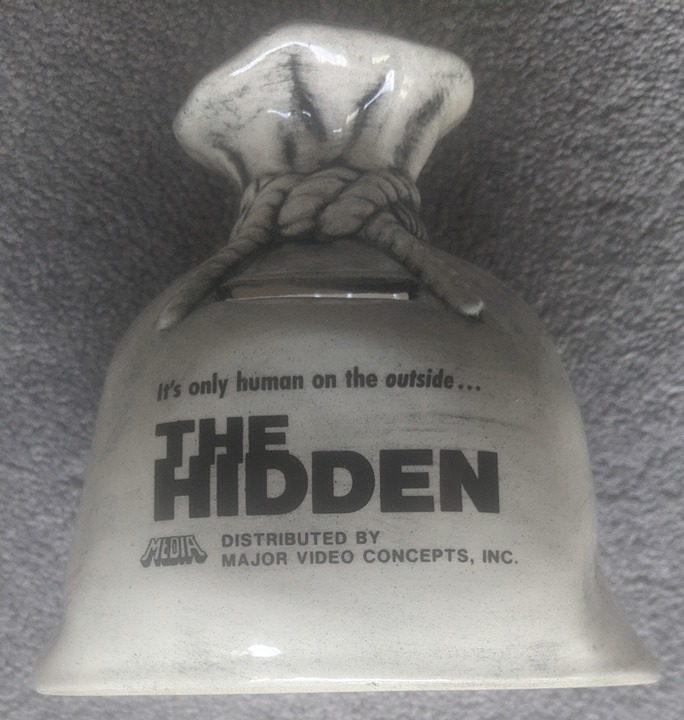 It's only human on the outside...
THE
HIDDEN
MEDIA
DISTRIBUTED BY
MAJOR VIDEO CONCEPTS, INC.